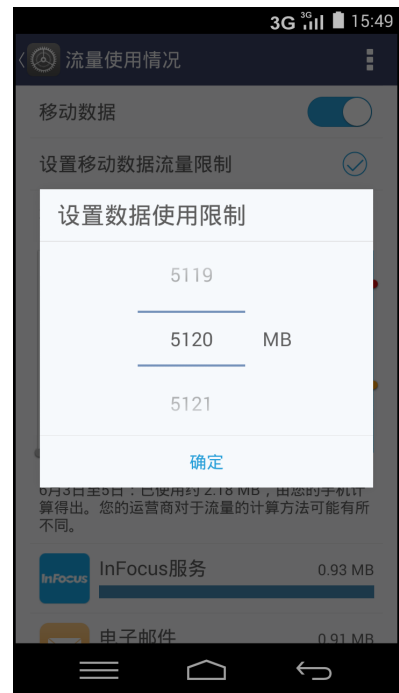 3G 3G 15:49
流量使用情况
移动数据
设置移动数据流量限制
设置数据使用限制
5119
5120 MB
5121
确定
6月3日至5日：已使用约 2.18 MB，由您的手机计
算得出。您的运营商对于流量的计算方法可能有所
不同。
InFocus
InFocus服务 0.93 MB
电子邮件 0.91 MB